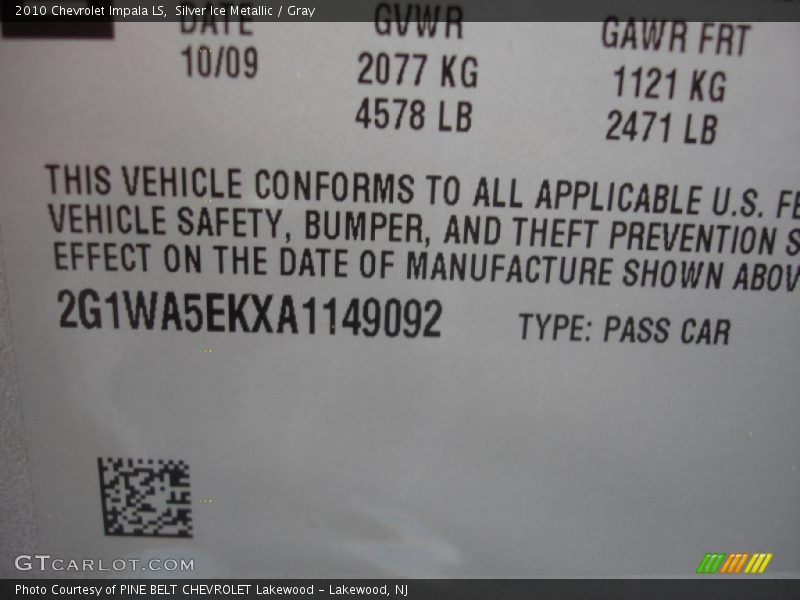 2010 Chevrolet Impala LS, Silver Ice Metallic / Gray
DATE GVWR GAWR FRT
10/09 2077 KG 1121 KG
4578 LB 2471 LB
THIS VEHICLE CONFORMS TO ALL APPLICABLE U.S. FE
VEHICLE SAFETY, BUMPER, AND THEFT PREVENTION S
EFFECT ON THE DATE OF MANUFACTURE SHOWN ABOV
2G1WA5EKXA1149092 TYPE: PASS CAR
GTCARLOT.COM
Photo Courtesy of PINE BELT CHEVROLET Lakewood - Lakewood, NJ